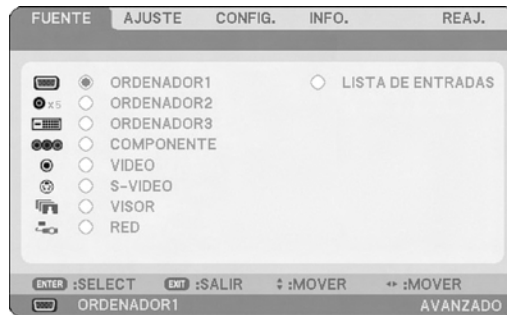 FUENTE AJUSTE CONFIG. INFO. REAJ.
ORDENADOR1 LISTA DE ENTRADAS
x5 ORDENADOR2
ORDENADOR3
COMPONENTE
VIDEO
S-VIDEO
VISOR
RED
ENTER :SELECT EXIT :SALIR :MOVER :MOVER
ORDENADOR1 AVANZADO